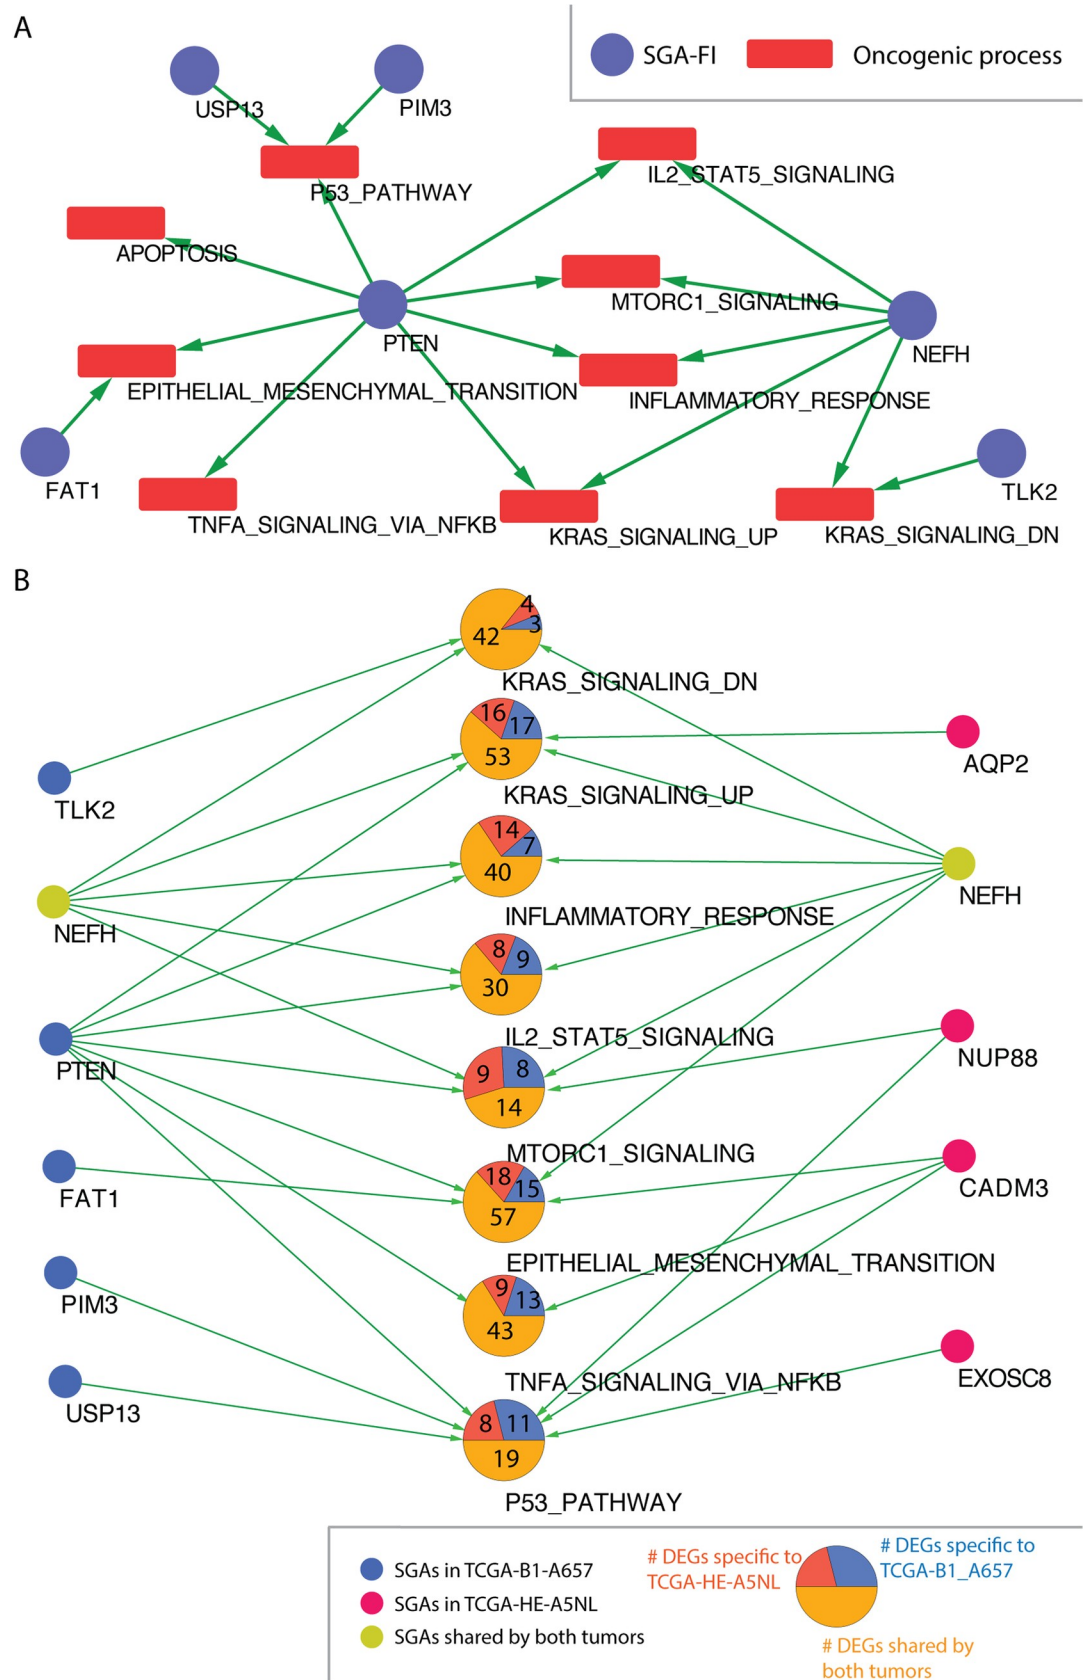 A
SGA-FI
Oncogenic process
USP13
PIM3
P53_PATHWAY
IL2_STAT5_SIGNALING
APOPTOSIS
MTORC1_SIGNALING
PTEN
NEFH
EPITHELIAL_MESENCHYMAL_TRANSITION
INFLAMMATORY_RESPONSE
FAT1
TLK2
TNFA_SIGNALING_VIA_NFKB
KRAS_SIGNALING_UP
KRAS_SIGNALING_DN
B
4
3
42
KRAS_SIGNALING_DN
16
17
53
KRAS_SIGNALING_UP
TLK2
AQP2
14
7
40
INFLAMMATORY_RESPONSE
NEFH
NEFH
8
9
30
IL2_STAT5_SIGNALING
PTEN
NUP88
9
8
14
MTORC1_SIGNALING
FAT1
CADM3
18
15
57
EPITHELIAL_MESENCHYMAL_TRANSITION
PIM3
9
13
43
TNFA_SIGNALING_VIA_NFKB
USP13
EXOSC8
8
11
19
P53_PATHWAY
SGAs in TCGA-B1-A657
SGAs in TCGA-HE-A5NL
SGAs shared by both tumors
# DEGs specific to
TCGA-HE-A5NL
# DEGs specific to
TCGA-B1_A657
# DEGs shared by
both tumors